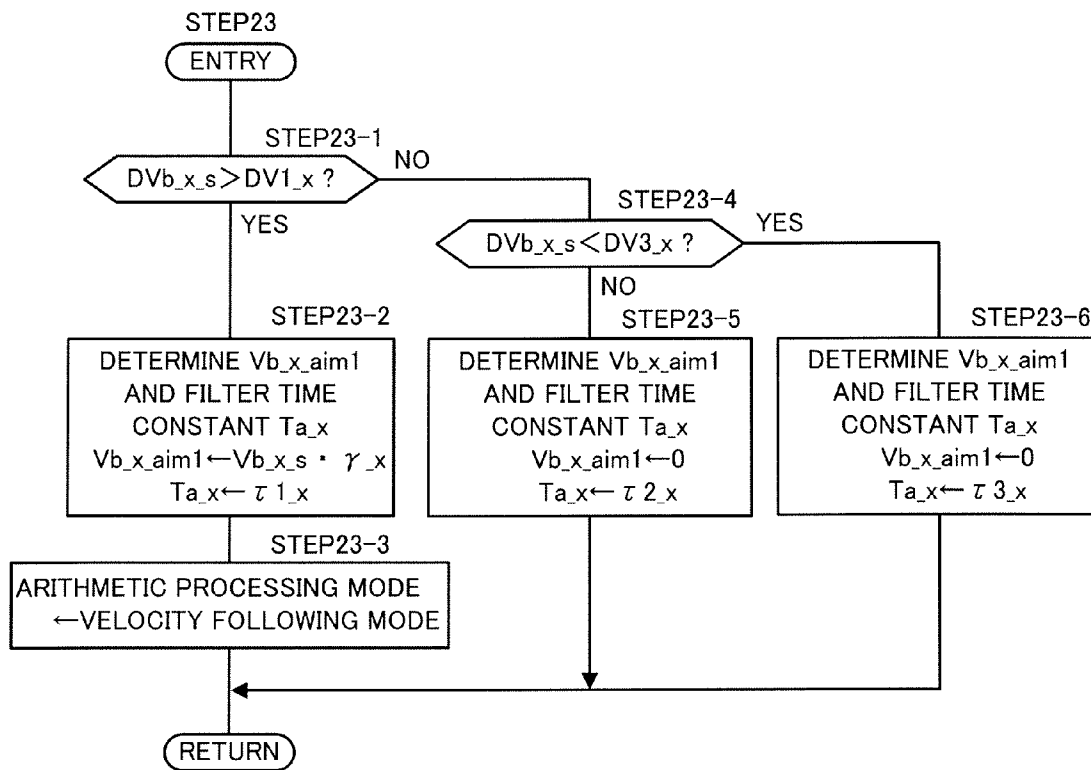 STEP23
ENTRY
STEP23-1
DVb_x_s>DV1_x ?
NO
YES
STEP23-4
DVb_x_s<DV3_x ?
YES
NO
STEP23-2
DETERMINE Vb_x_aim1
AND FILTER TIME
CONSTANT Ta_x
Vb_x_aim1←Vb_x_s・γ_x
Ta_x←τ1_x
STEP23-5
DETERMINE Vb_x_aim1
AND FILTER TIME
CONSTANT Ta_x
Vb_x_aim1←0
Ta_x←τ2_x
STEP23-6
DETERMINE Vb_x_aim1
AND FILTER TIME
CONSTANT Ta_x
Vb_x_aim1←0
Ta_x←τ3_x
STEP23-3
ARITHMETIC PROCESSING MODE
←VELOCITY FOLLOWING MODE
RETURN